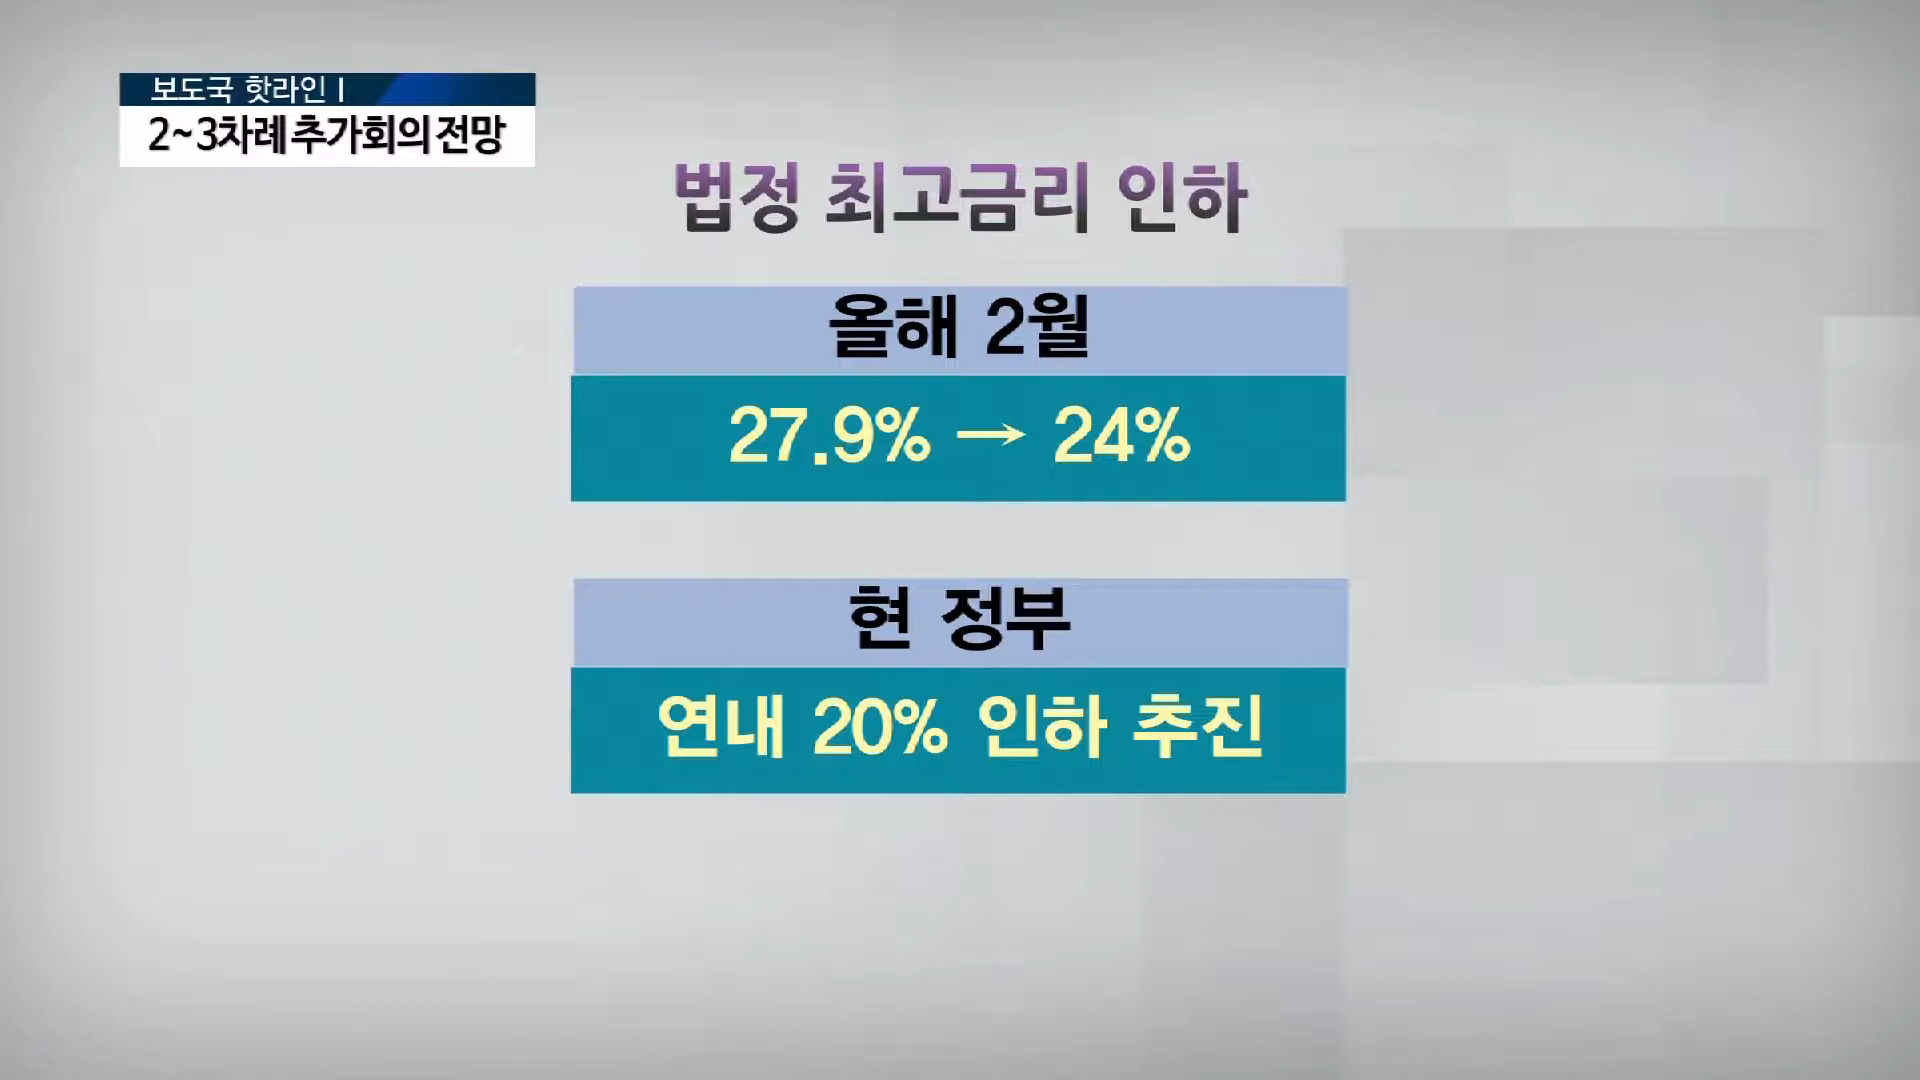 보도국 핫라인 I
2~3차례 추가회의 전망
법정 최고금리 인하
올해 2월
27.9% → 24%
현 정부
연내 20% 인하 추진